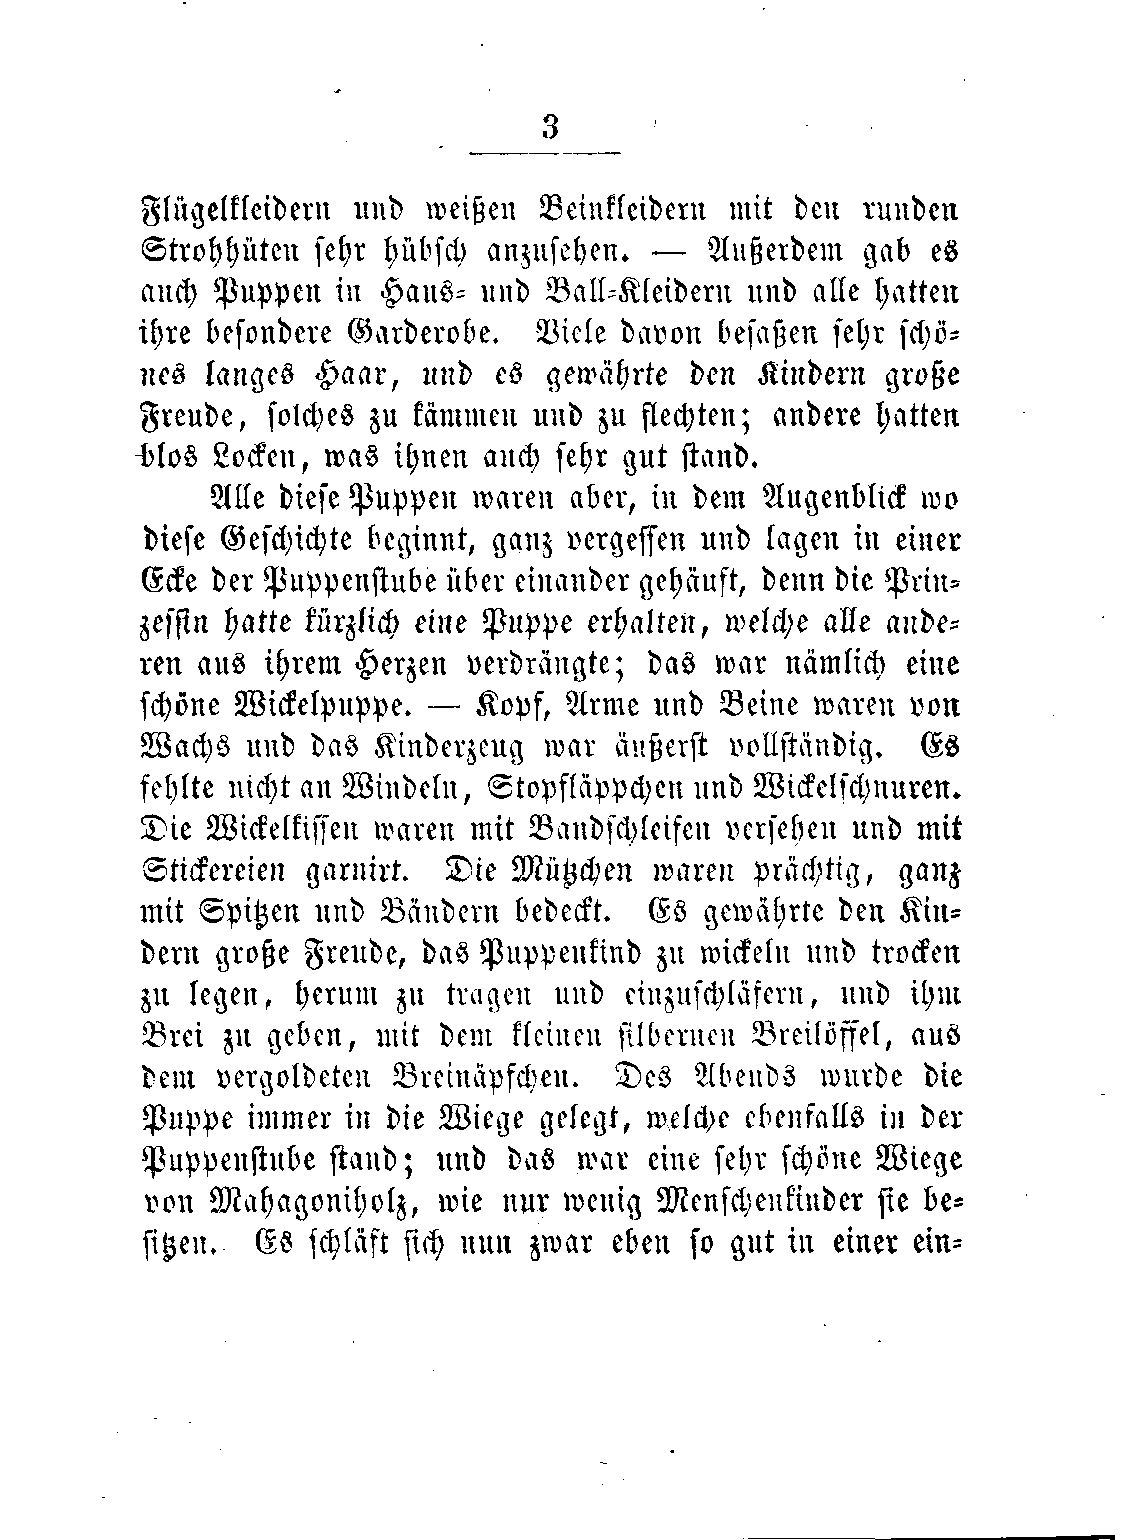 3
Flügelkleidern und weißen Beinkleidern mit den runden
Strohhüten sehr hübsch anzusehen. — Außerdem gab es
auch Puppen in Haus- und Ball-Kleidern und alle hatten
ihre besondere Garderobe. Viele davon besaßen sehr schö-
nes langes Haar, und es gewährte den Kindern große
Freude, solches zu kämmen und zu flechten; andere hatten
blos Locken, was ihnen auch sehr gut stand.
Alle diese Puppen waren aber, in dem Augenblick wo
diese Geschichte beginnt, ganz vergessen und lagen in einer
Ecke der Puppenstube über einander gehäuft, denn die Prin-
zessin hatte kürzlich eine Puppe erhalten, welche alle ande-
ren aus ihrem Herzen verdrängte; das war nämlich eine
schöne Wickelpuppe. — Kopf, Arme und Beine waren von
Wachs und das Kinderzeug war äußerst vollständig. Es
fehlte nicht an Windeln, Stopfläppchen und Wickelschnuren.
Die Wickelkissen waren mit Bandschleifen versehen und mit
Stickereien garnirt. Die Mützchen waren prächtig, ganz
mit Spitzen und Bändern bedeckt. Es gewährte den Kin-
dern große Freude, das Puppenkind zu wickeln und trocken
zu legen, herum zu tragen und einzuschläfern, und ihm
Brei zu geben, mit dem kleinen silbernen Breilöffel, aus
dem vergoldeten Breinäpfchen. Des Abends wurde die
Puppe immer in die Wiege gelegt, welche ebenfalls in der
Puppenstube stand; und das war eine sehr schöne Wiege
von Mahagoniholz, wie nur wenig Menschenkinder sie be-
sitzen. Es schläft sich nun zwar eben so gut in einer ein-